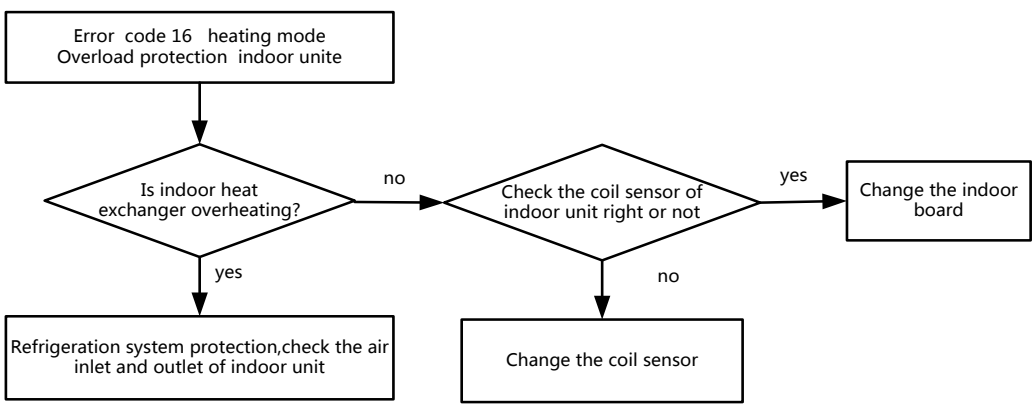 Error code 16 heating mode
Overload protection indoor unite
Is indoor heat
exchanger overheating?
no
Check the coil sensor of
indoor unit right or not
yes
Change the indoor
board
yes
no
Refrigeration system protection,check the air
inlet and outlet of indoor unit
Change the coil sensor